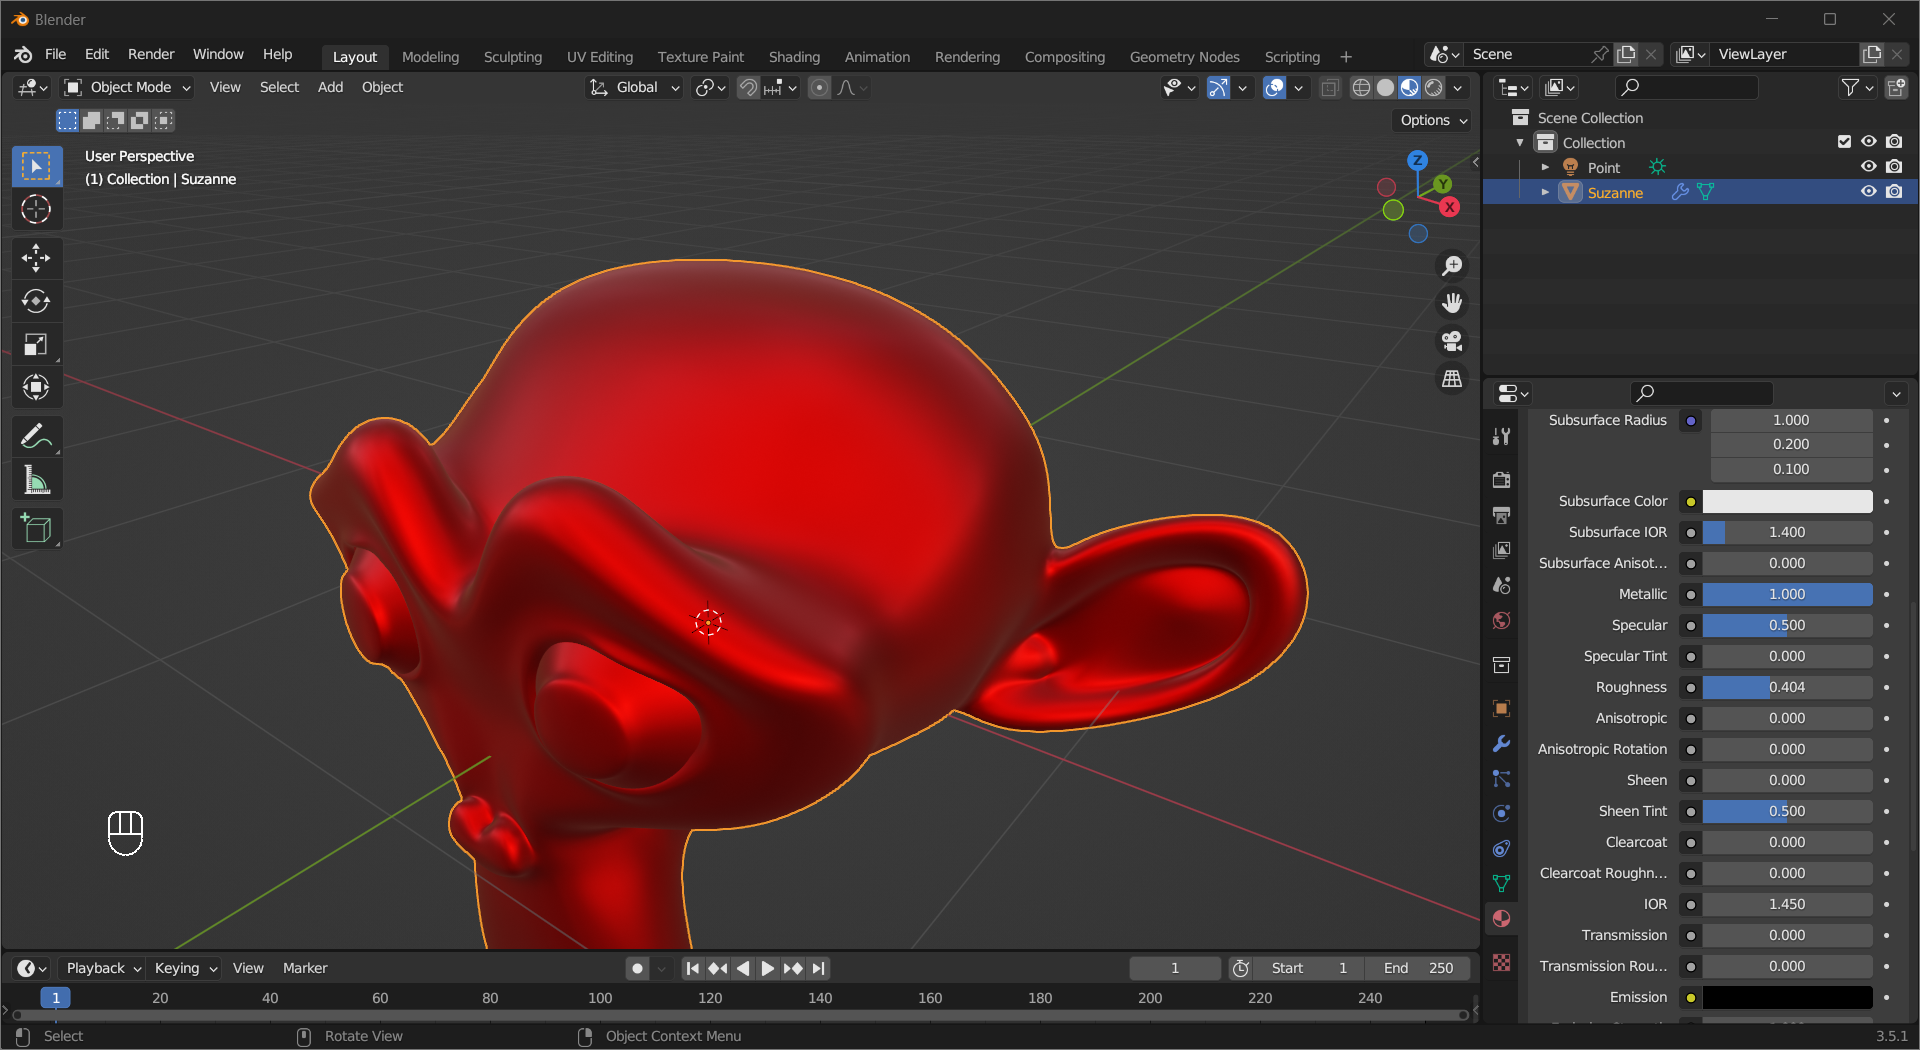 Blender
File Edit Render Window Help Layout Modeling Sculpting UV Editing Texture Paint Shading Animation Rendering Compositing Geometry Nodes Scripting + Scene ViewLayer
Object Mode View Select Add Object Global
Options
User Perspective
(1) Collection | Suzanne
Z
Y
X
Scene Collection
Collection
Point
Suzanne
Subsurface Radius 1.000
0.200
0.100
Subsurface Color
Subsurface IOR 1.400
Subsurface Anisot... 0.000
Metallic 1.000
Specular 0.500
Specular Tint 0.000
Roughness 0.404
Anisotropic 0.000
Anisotropic Rotation 0.000
Sheen 0.000
Sheen Tint 0.500
Clearcoat 0.000
Clearcoat Roughn... 0.000
IOR 1.450
Transmission 0.000
Transmission Rou... 0.000
Emission
Playback Keying View Marker 1 Start 1 End 250
1 20 40 60 80 100 120 140 160 180 200 220 240
Select Rotate View Object Context Menu 3.5.1